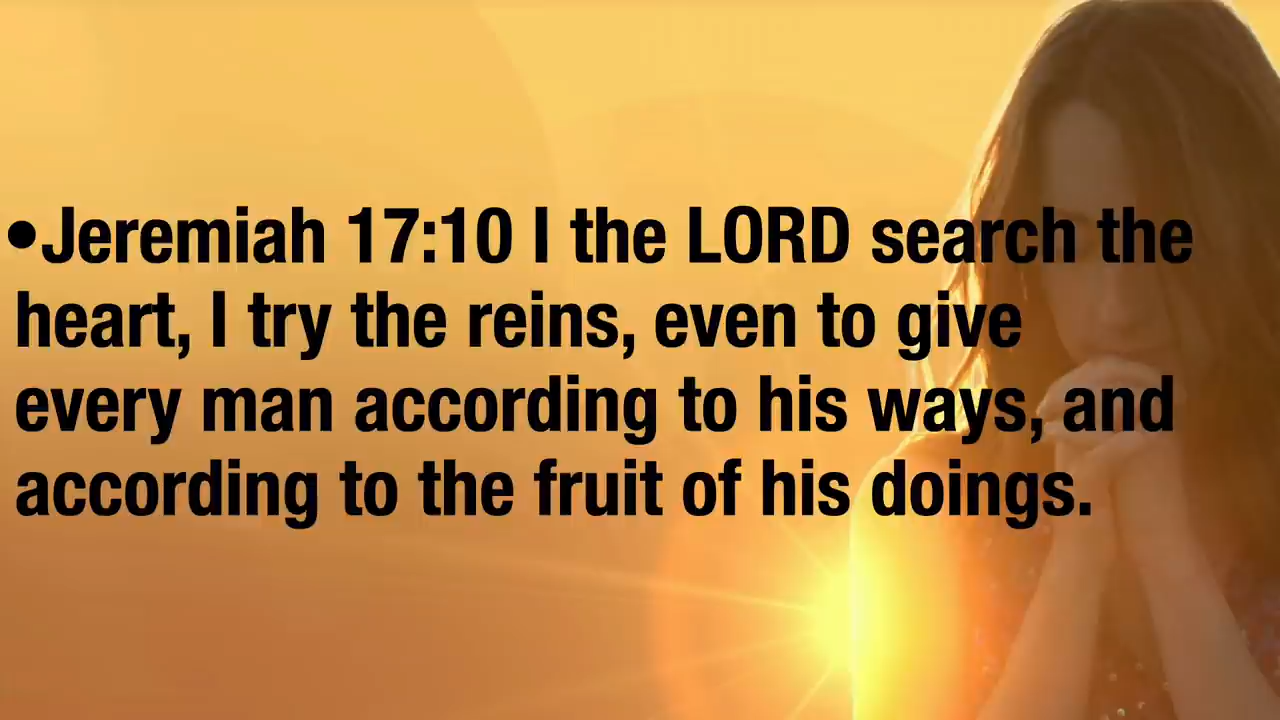 •Jeremiah 17:10 I the LORD search the
heart, I try the reins, even to give
every man according to his ways, and
according to the fruit of his doings.